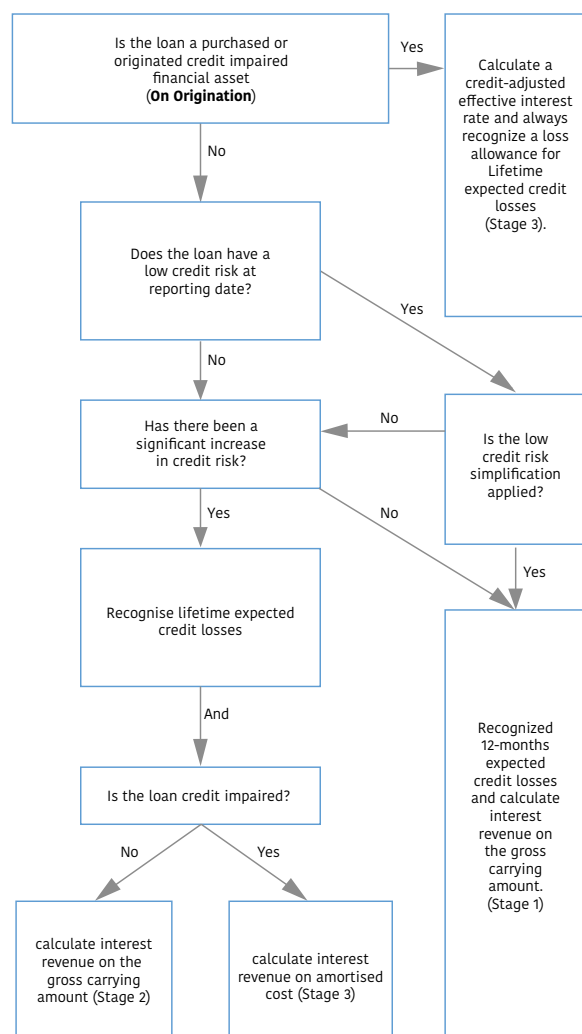 Is the loan a purchased or
originated credit impaired
financial asset
(On Origination)
Yes
Calculate a
credit-adjusted
effective interest
rate and always
recognize a loss
allowance for
Lifetime
expected credit
losses
(Stage 3).
No
Does the loan have a
low credit risk at
reporting date?
Yes
No
Has there been a
significant increase
in credit risk?
No
Is the low
credit risk
simplification
applied?
Yes
No
Yes
Recognise lifetime expected
credit losses
And
Recognized
12-months
expected
credit losses
and calculate
interest
revenue on
the gross
carrying
amount.
(Stage 1)
Is the loan credit impaired?
No
Yes
calculate interest
revenue on the
gross carrying
amount (Stage 2)
calculate interest
revenue on amortised
cost (Stage 3)